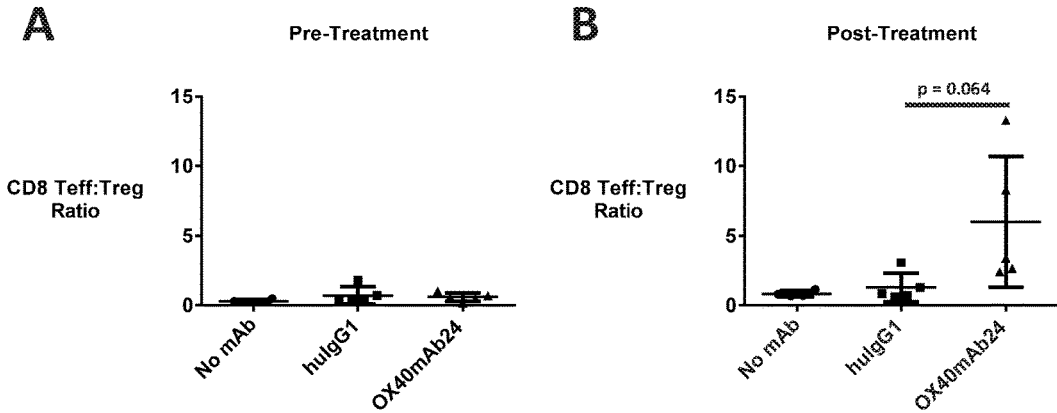 A
Pre-Treatment
CD8 Teff:Treg
Ratio
15
10
5
0
No mAb
huIgG1
OX40mAb24
B
Post-Treatment
p = 0.064
CD8 Teff:Treg
Ratio
15
10
5
0
No mAb
huIgG1
OX40mAb24